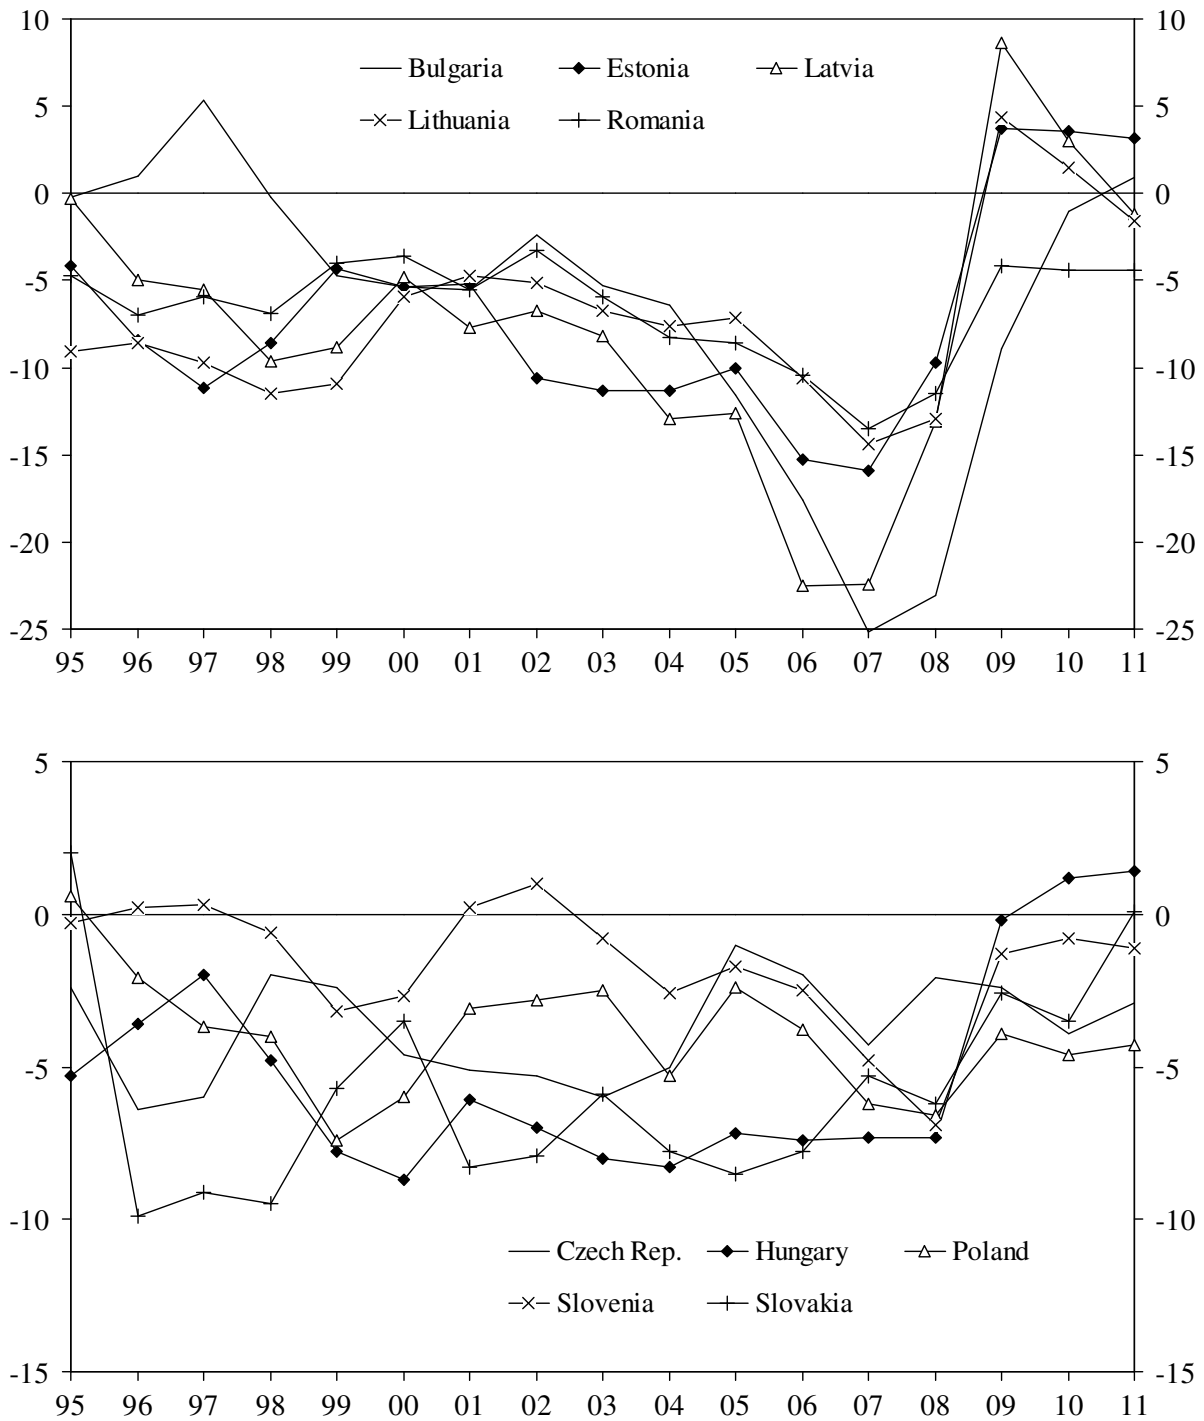 10 10
Bulgaria Estonia Latvia
5 5
Lithuania Romania
0 0
-5 -5
-10 -10
-15 -15
-20 -20
-25 -25
95 96 97 98 99 00 01 02 03 04 05 06 07 08 09 10 11
5 5
0 0
-5 -5
-10 -10
Czech Rep. Hungary Poland
Slovenia Slovakia
-15 -15
95 96 97 98 99 00 01 02 03 04 05 06 07 08 09 10 11